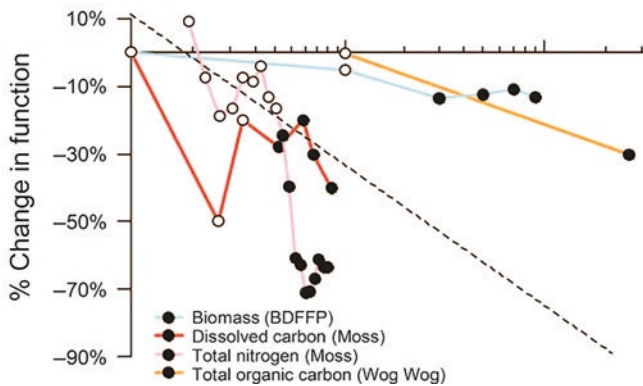 10%
0%
% Change in function
−10%
−30%
−50%
−70%
−90%
Biomass (BDFFP)
Dissolved carbon (Moss)
Total nitrogen (Moss)
Total organic carbon (Wog Wog)